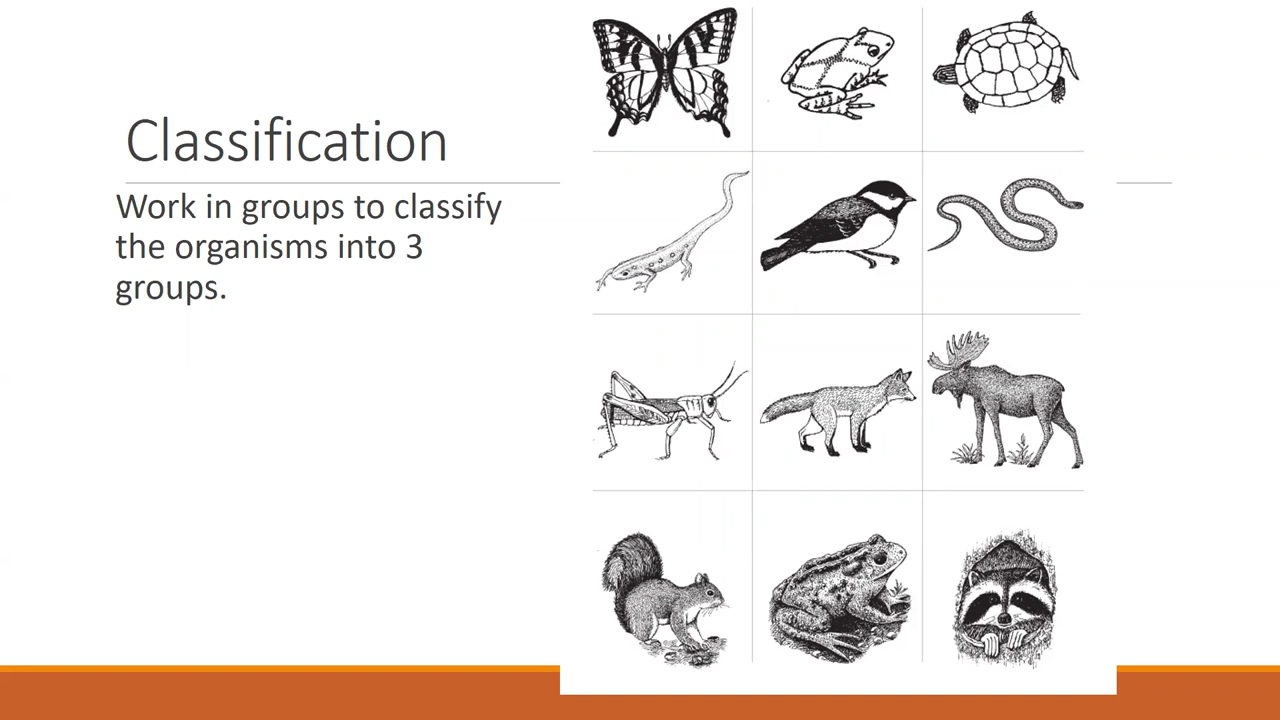 Classification
Work in groups to classify
the organisms into 3
groups.